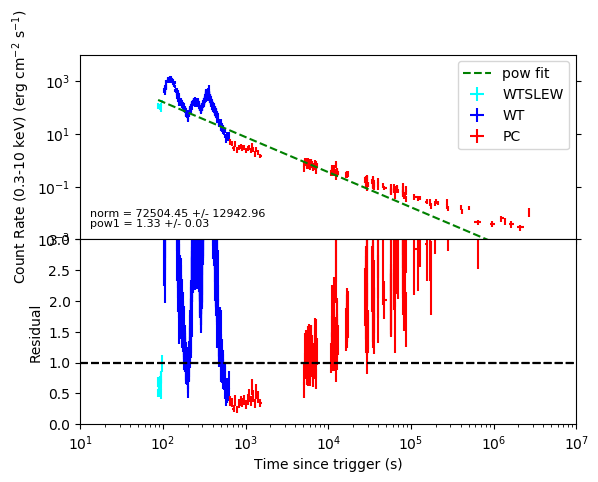 Count Rate (0.3-10 keV) (erg cm⁻² s⁻¹)
10³
10¹
10⁻¹
10⁻³
pow fit
WTSLEW
WT
PC
norm = 72504.45 +/- 12942.96
pow1 = 1.33 +/- 0.03
Residual
3.0
2.5
2.0
1.5
1.0
0.5
0.0
10¹ 10² 10³ 10⁴ 10⁵ 10⁶ 10⁷
Time since trigger (s)